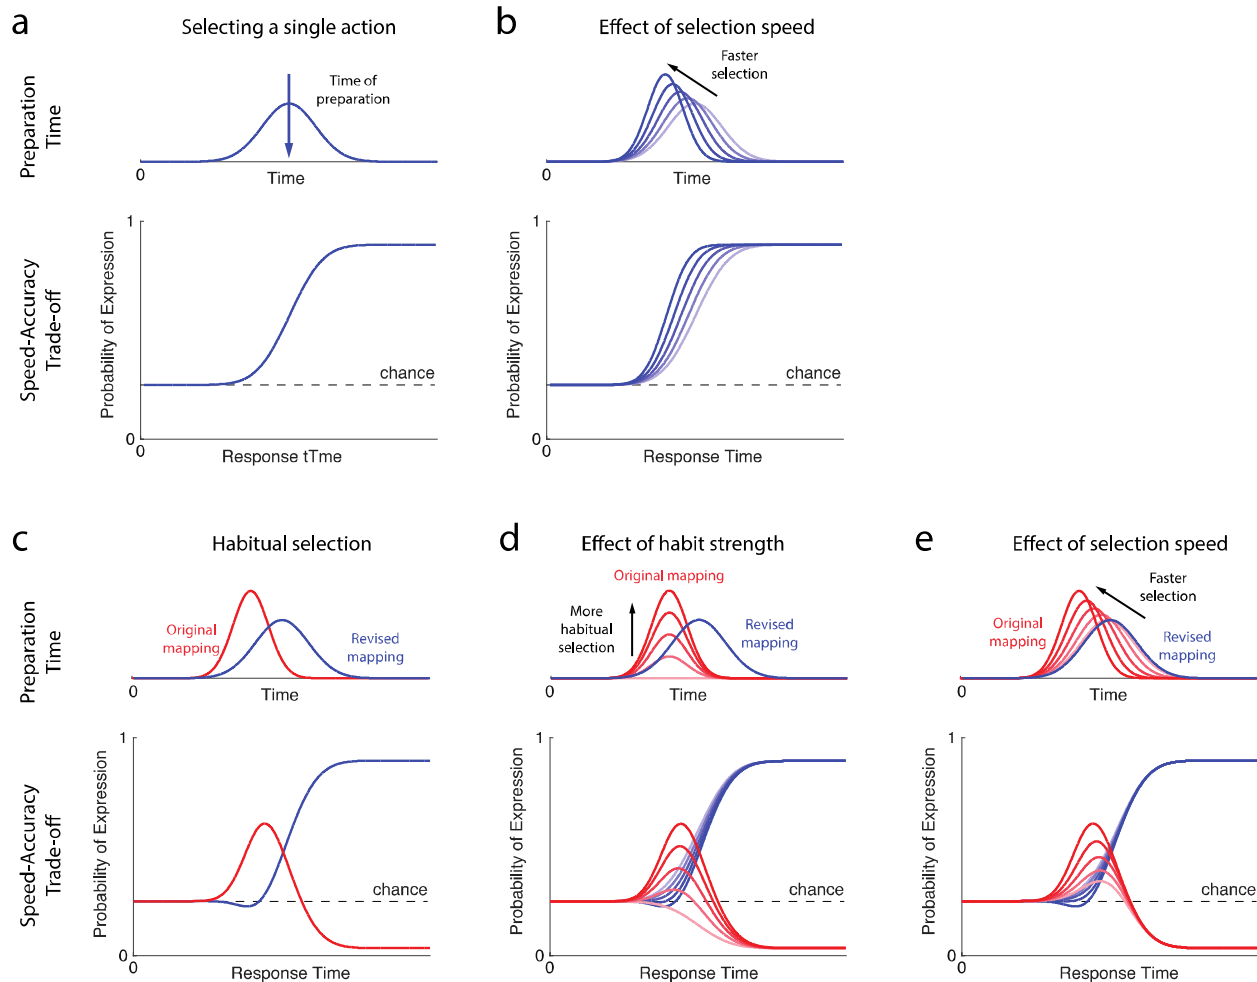 a
Selecting a single action
Preparation
Time
Time of
preparation
0
Time
Speed-Accuracy
Trade-off
Probability of Expression
1
chance
0
Response tTme
b
Effect of selection speed
Faster
selection
0
Time
Probability of Expression
1
chance
0
Response Time
c
Habitual selection
Preparation
Time
Original
mapping
Revised
mapping
0
Time
Speed-Accuracy
Trade-off
Probability of Expression
1
chance
0
0
Response Time
d
Effect of habit strength
Original mapping
More
habitual
selection
Revised
mapping
0
Time
Probability of Expression
1
chance
0
0
Response Time
e
Effect of selection speed
Faster
selection
Original
mapping
Revised
mapping
0
Time
Probability of Expression
1
chance
0
0
Response Time